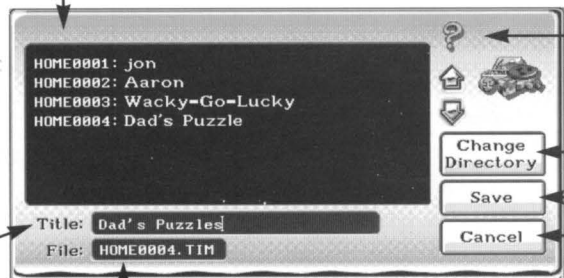 HOME0001: jon
HOME0002: Aaron
HOME0003: Wacky-Go-Lucky
HOME0004: Dad's Puzzle
Change
Directory
Save
Title: Dad's Puzzles
File: HOME0004.TIM
Cancel